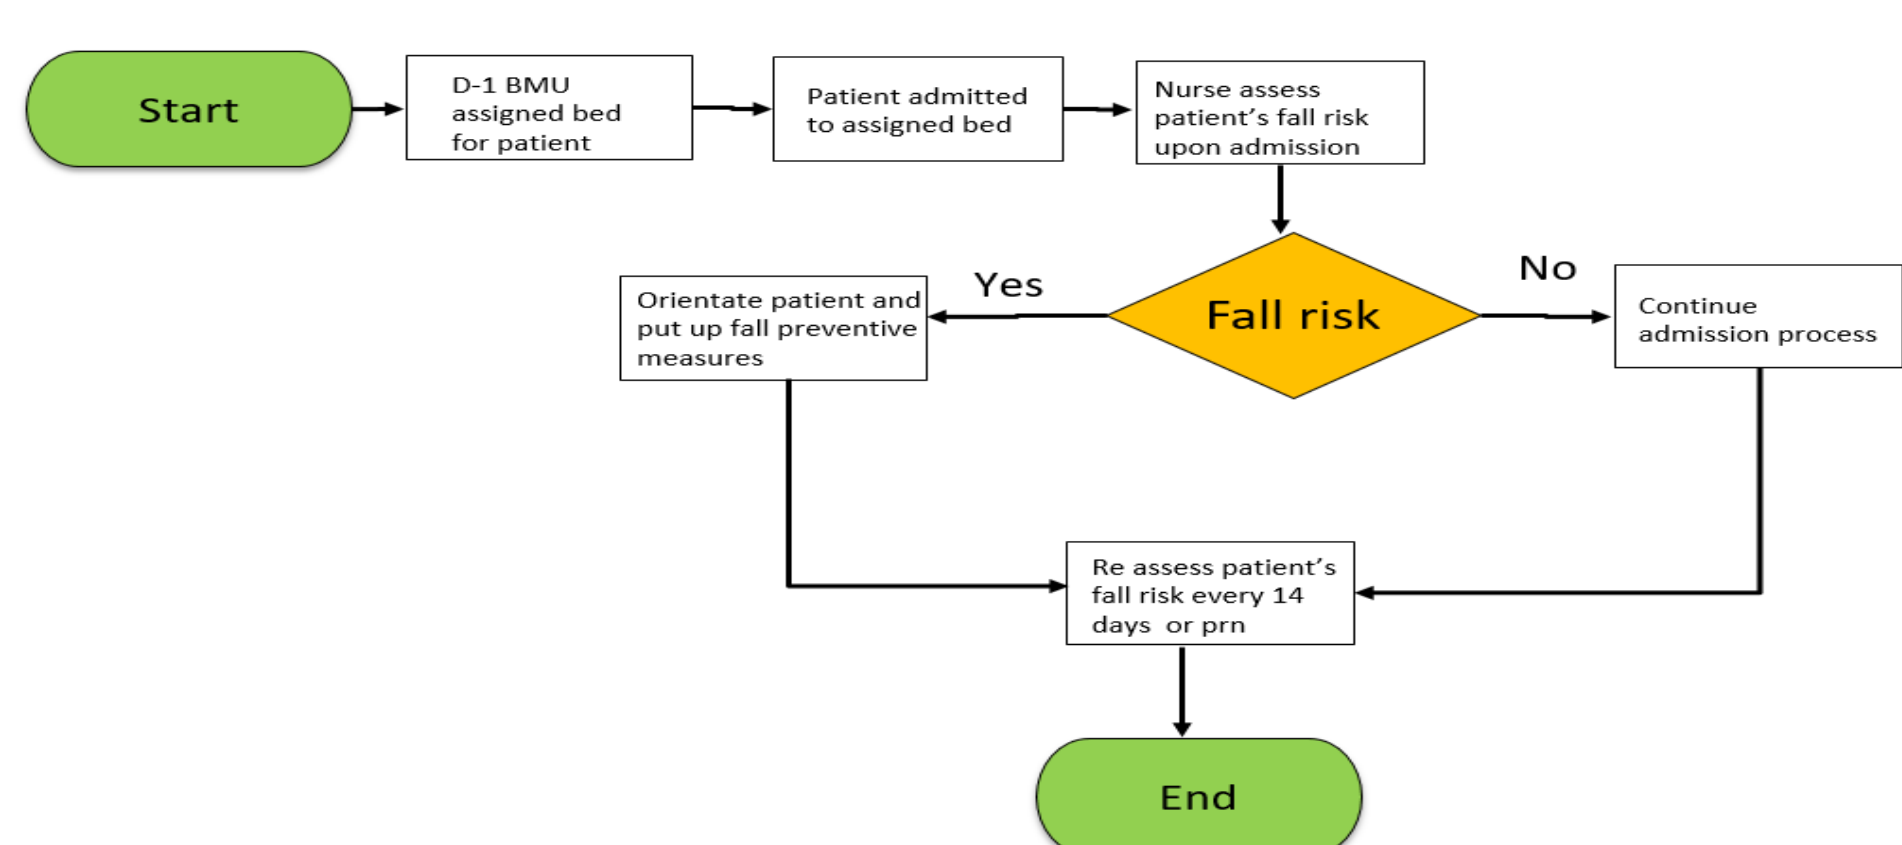 Start
D-1 BMU
assigned bed
for patient
Patient admitted
to assigned bed
Nurse assess
patient’s fall risk
upon admission
Orientate patient and
put up fall preventive
measures
Yes
Fall risk
No
Continue
admission process
Re assess patient’s
fall risk every 14
days or prn
End